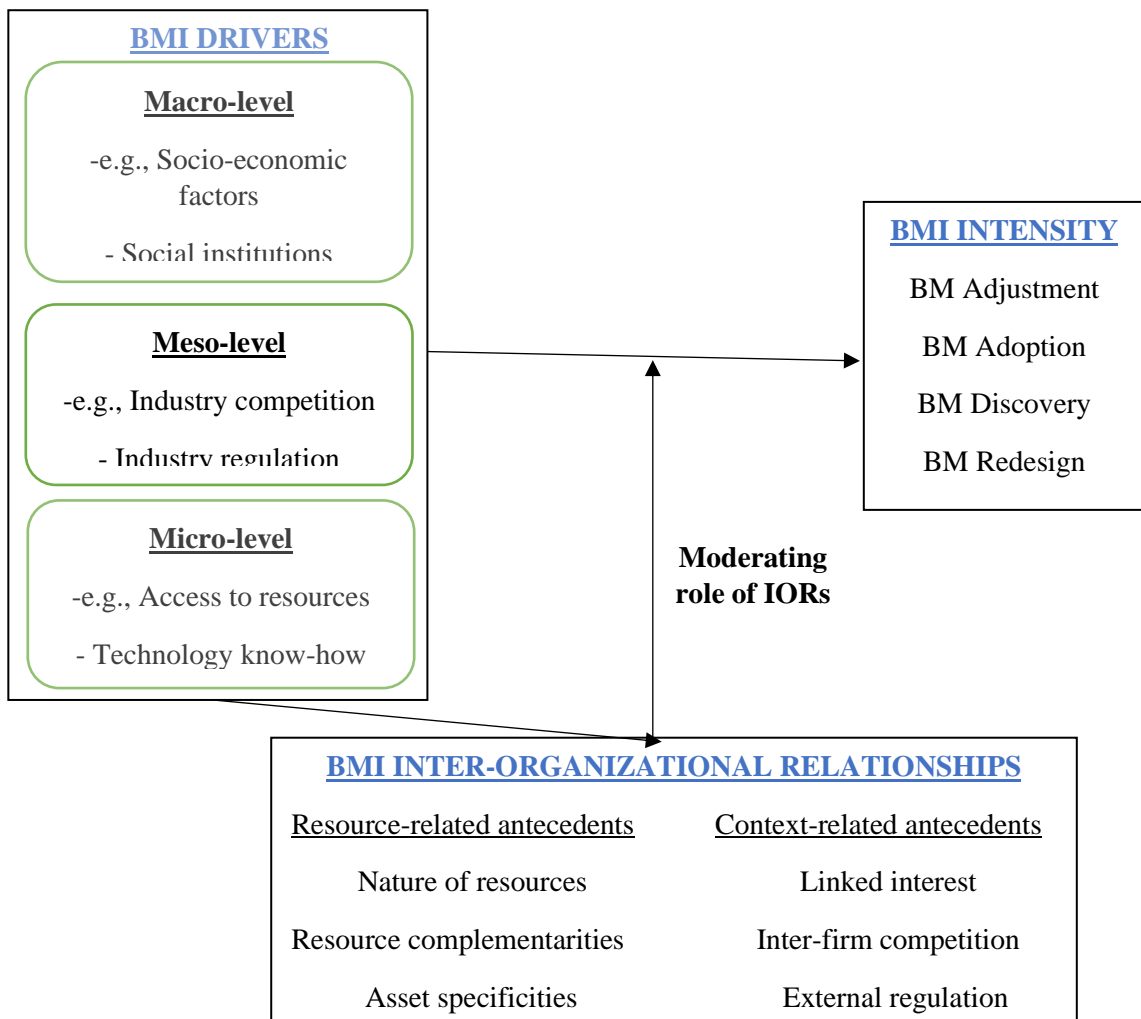 BMI DRIVERS
Macro-level
-e.g., Socio-economic
factors
- Social institutions
Meso-level
-e.g., Industry competition
- Industry regulation
Micro-level
-e.g., Access to resources
- Technology know-how
BMI INTENSITY
BM Adjustment
BM Adoption
BM Discovery
BM Redesign
Moderating
role of IORs
BMI INTER-ORGANIZATIONAL RELATIONSHIPS
Resource-related antecedents
Nature of resources
Resource complementarities
Asset specificities
Context-related antecedents
Linked interest
Inter-firm competition
External regulation